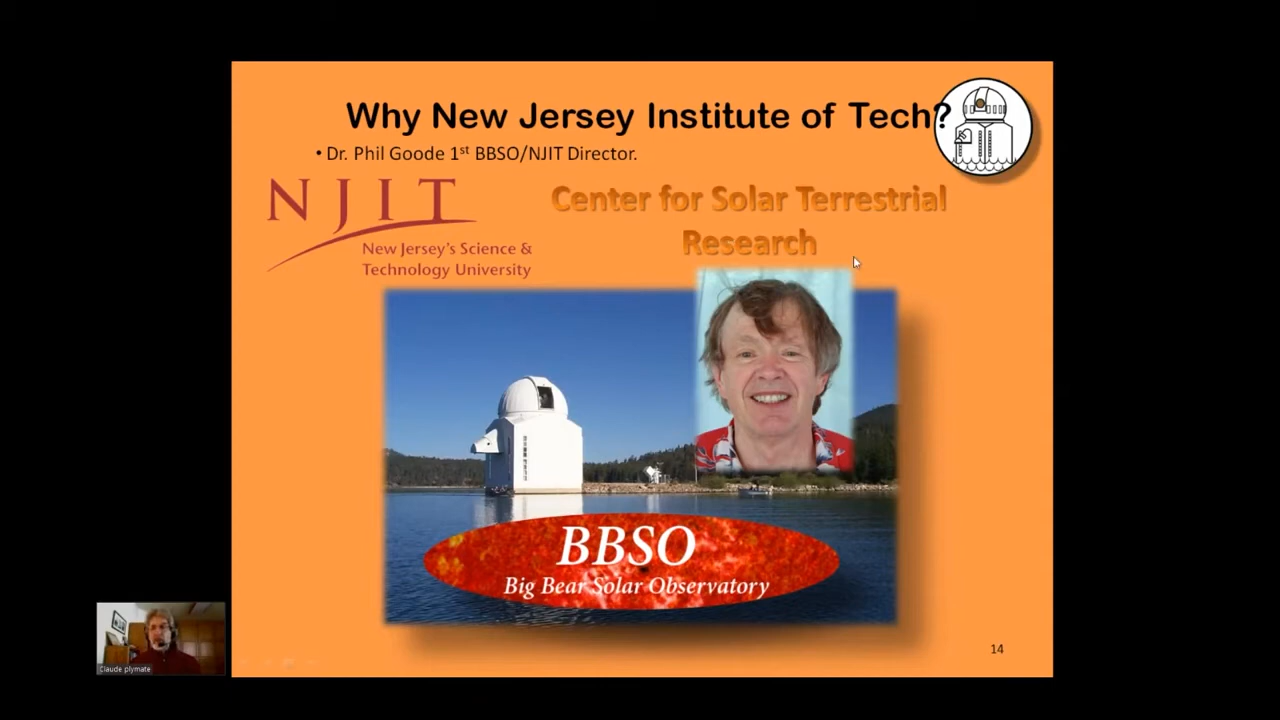 Why New Jersey Institute of Tech?
• Dr. Phil Goode 1st BBSO/NJIT Director.
NJIT
New Jersey's Science &
Technology University
Center for Solar Terrestrial
Research
BBSO
Big Bear Solar Observatory
14
Claude plymate